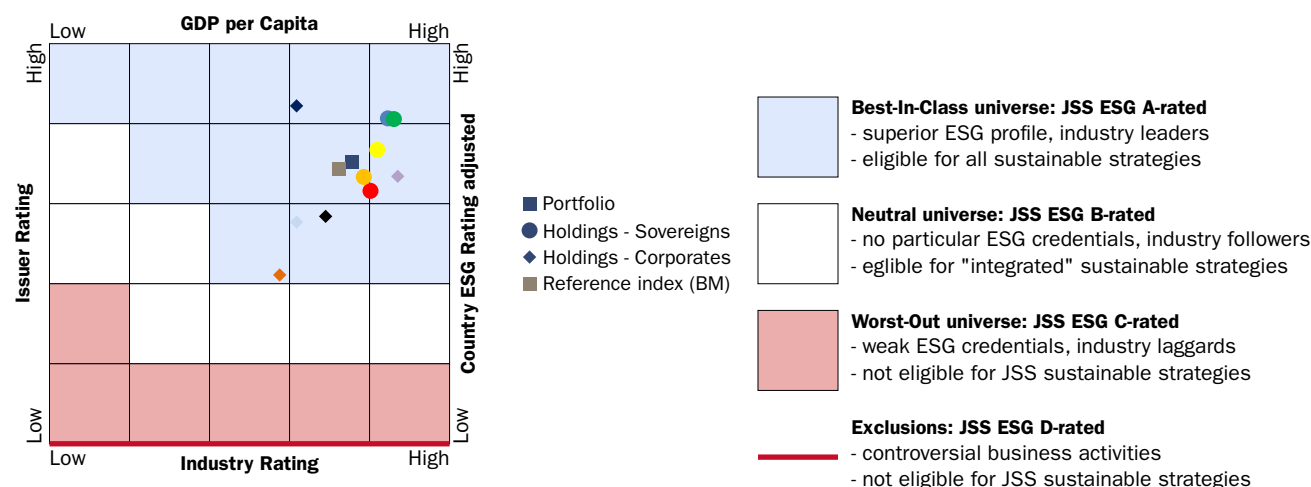 GDP per Capita
Low
High
High
High
Issuer Rating
Country ESG Rating adjusted
Low
Low
Low
High
Industry Rating
Portfolio
Holdings - Sovereigns
Holdings - Corporates
Reference index (BM)
Best-In-Class universe: JSS ESG A-rated
- superior ESG profile, industry leaders
- eligible for all sustainable strategies
Neutral universe: JSS ESG B-rated
- no particular ESG credentials, industry followers
- eglible for "integrated" sustainable strategies
Worst-Out universe: JSS ESG C-rated
- weak ESG credentials, industry laggards
- not eligible for JSS sustainable strategies
Exclusions: JSS ESG D-rated
- controversial business activities
- not eligible for JSS sustainable strategies